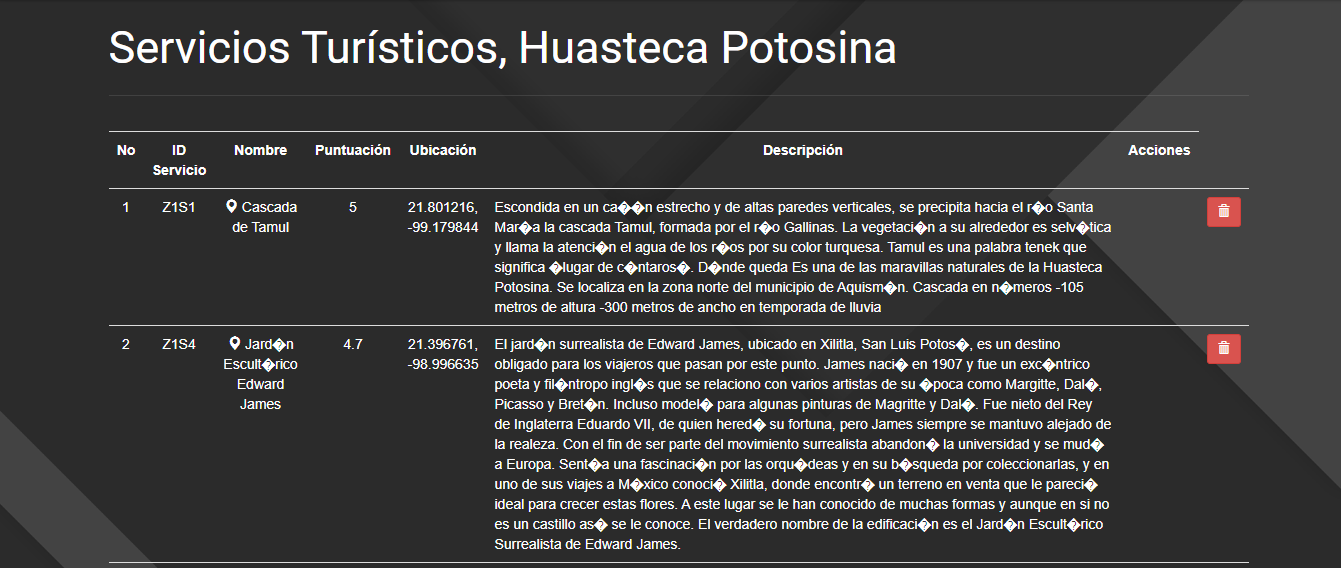 Servicios Turísticos, Huasteca Potosina
No ID Servicio Nombre Puntuación Ubicación Descripción Acciones
1 Z1S1 Cascada de Tamul 5 21.801216, -99.179844
Escondida en un ca��n estrecho y de altas paredes verticales, se precipita hacia el r�o Santa
Mar�a la cascada Tamul, formada por el r�o Gallinas. La vegetaci�n a su alrededor es selv�tica
y llama la atenci�n el agua de los r�os por su color turquesa. Tamul es una palabra tenek que
significa �lugar de c�ntaros�. D�nde queda Es una de las maravillas naturales de la Huasteca
Potosina. Se localiza en la zona norte del municipio de Aquism�n. Cascada en n�meros -105
metros de altura -300 metros de ancho en temporada de lluvia
2 Z1S4 Jard�n Escult�rico Edward James 4.7 21.396761, -98.996635
El jard�n surrealista de Edward James, ubicado en Xilitla, San Luis Potos�, es un destino
obligado para los viajeros que pasan por este punto. James naci� en 1907 y fue un exc�ntrico
poeta y fil�ntropo ingl�s que se relaciono con varios artistas de su �poca como Margitte, Dal�,
Picasso y Bret�n. Incluso model� para algunas pinturas de Magritte y Dal�. Fue nieto del Rey
de Inglaterra Eduardo VII, de quien hered� su fortuna, pero James siempre se mantuvo alejado de
la realeza. Con el fin de ser parte del movimiento surrealista abandon� la universidad y se mud�
a Europa. Sent�a una fascinaci�n por las orqu�deas y en su b�squeda por coleccionarlas, y en
uno de sus viajes a M�xico conoci� Xilitla, donde encontr� un terreno en venta que le pareci�
ideal para crecer estas flores. A este lugar se le han conocido de muchas formas y aunque en si no
es un castillo as� se le conoce. El verdadero nombre de la edificaci�n es el Jard�n Escult�rico
Surrealista de Edward James.